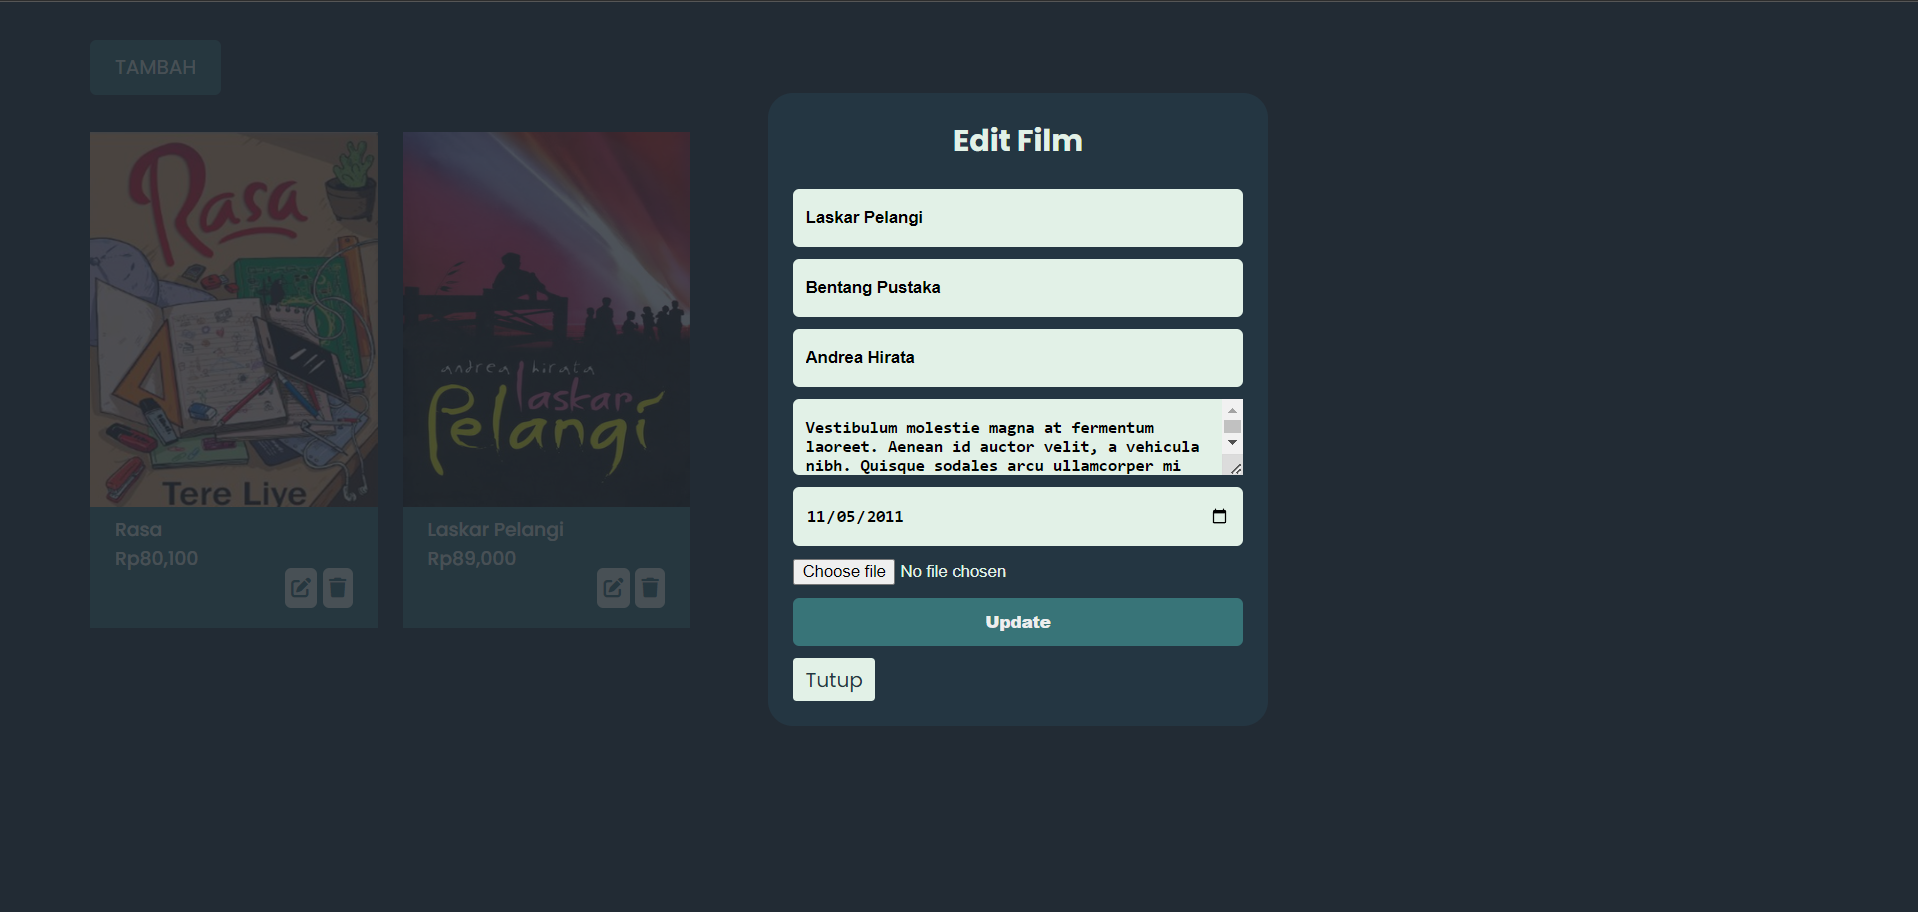 TAMBAH
Rasa
Tere Liye
Rasa
Rp80,100
andrea hirata
laskar
Pelangi
Laskar Pelangi
Rp89,000
Edit Film
Laskar Pelangi
Bentang Pustaka
Andrea Hirata
Vestibulum molestie magna at fermentum
laoreet. Aenean id auctor velit, a vehicula
nibh. Quisque sodales arcu ullamcorper mi
11/05/2011
Choose file No file chosen
Update
Tutup